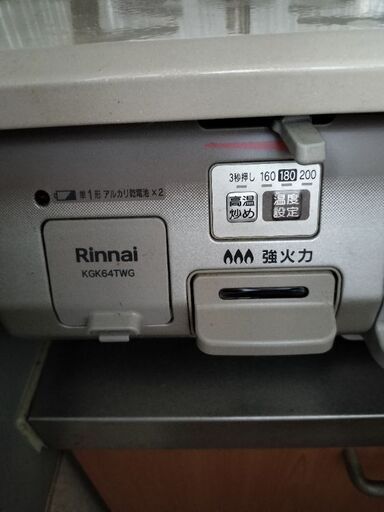 3秒押し 160 180 200
高温
炒め
温度
設定
単1形 アルカリ乾電池×2
Rinnai
KGK64TWG
強火力